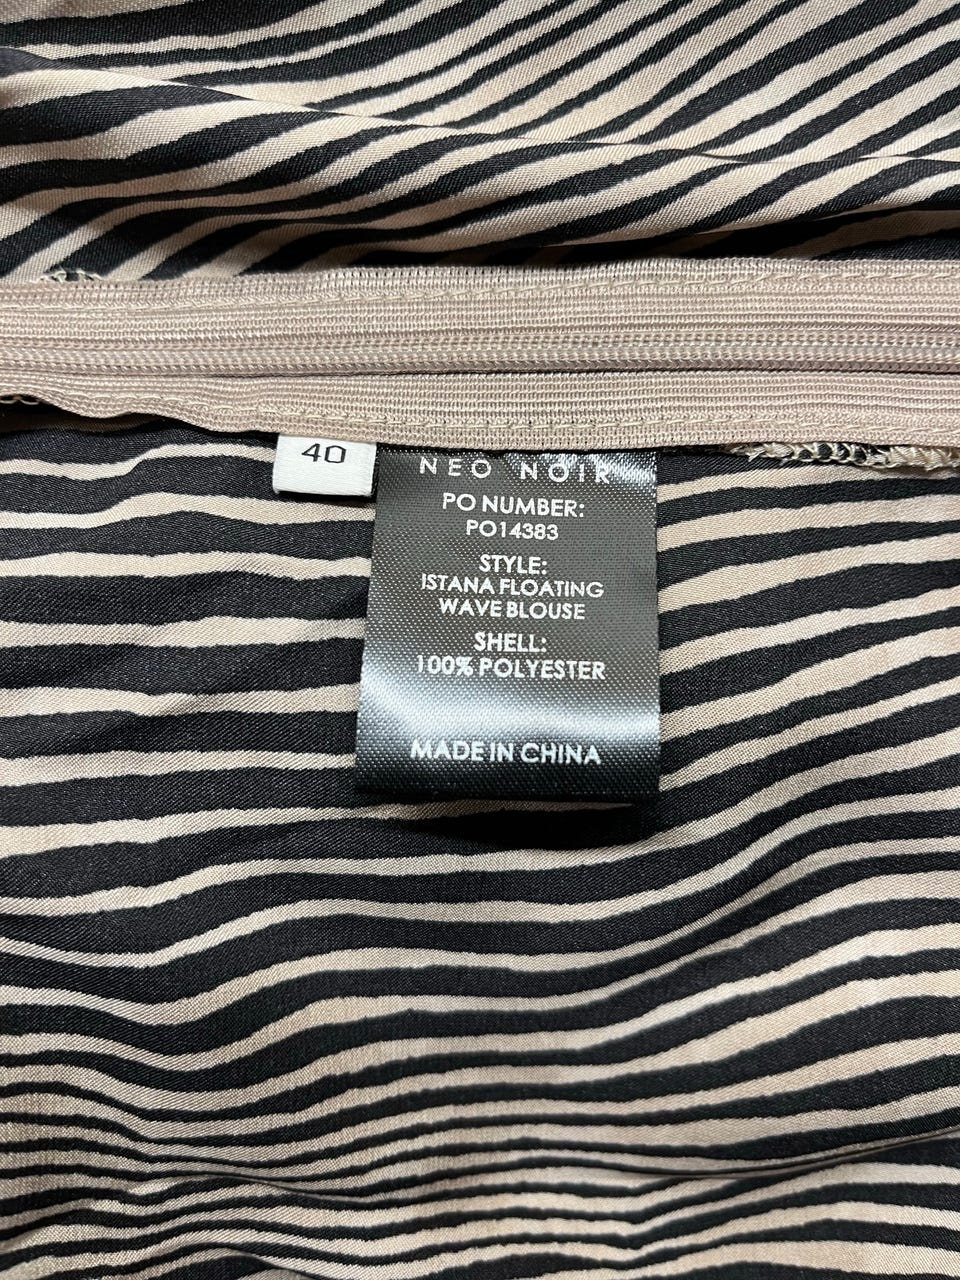 40
NEO NOIR
PO NUMBER:
PO14383
STYLE:
ISTANA FLOATING
WAVE BLOUSE
SHELL:
100% POLYESTER
MADE IN CHINA